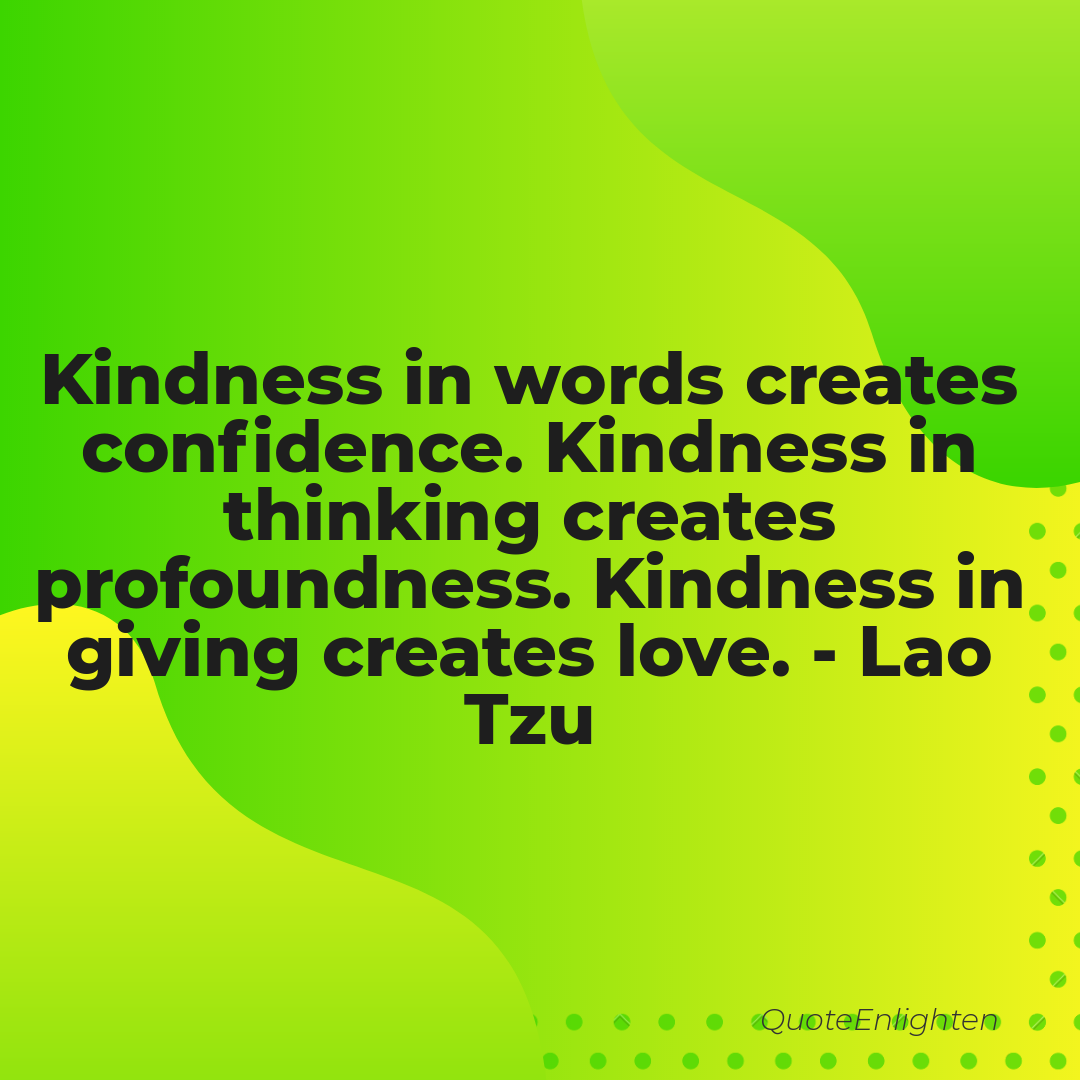 Kindness in words creates
confidence. Kindness in
thinking creates
profoundness. Kindness in
giving creates love. - Lao
Tzu
QuoteEnlighten